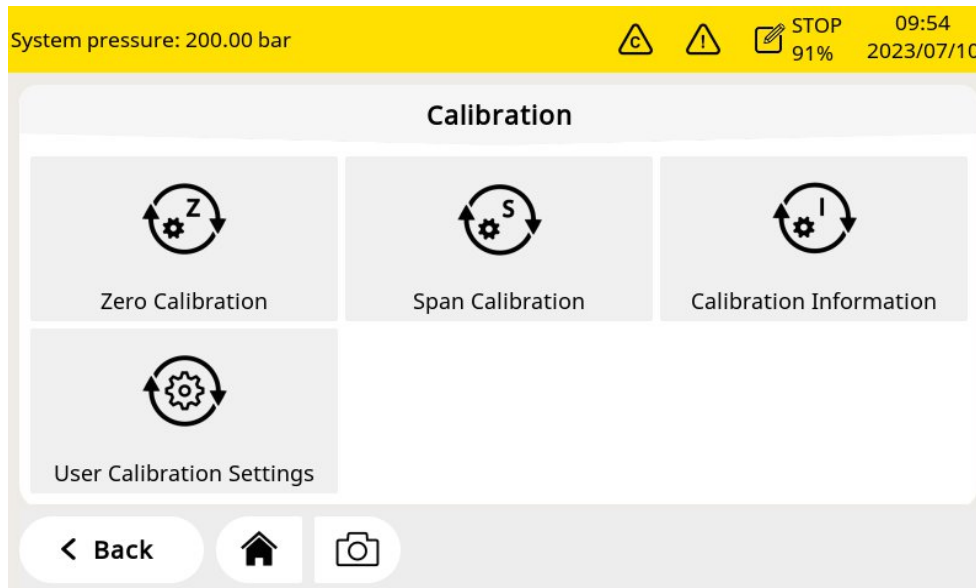 System pressure: 200.00 bar
C
!
STOP
91%
09:54
2023/07/10
Calibration
Z
S
I
Zero Calibration
Span Calibration
Calibration Information
User Calibration Settings
Back